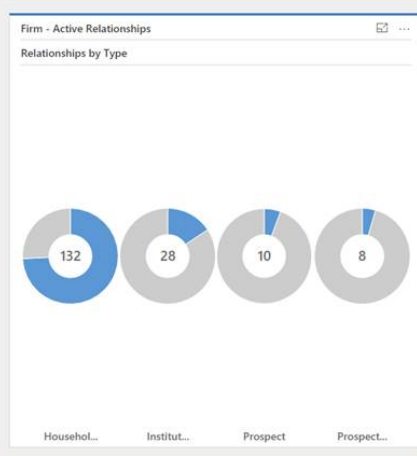 Firm - Active Relationships
Relationships by Type
132 28 10 8
Househol... Institut... Prospect Prospect...